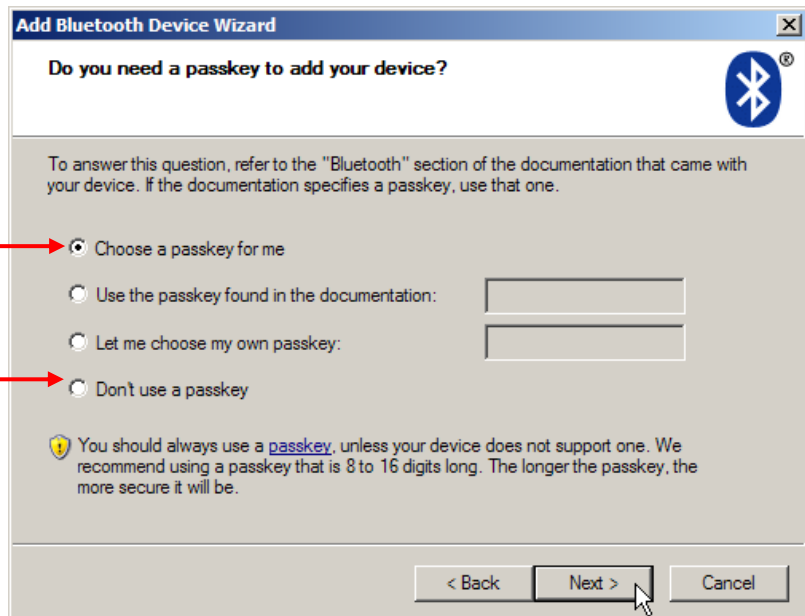 Add Bluetooth Device Wizard
Do you need a passkey to add your device?
®
To answer this question, refer to the "Bluetooth" section of the documentation that came with
your device. If the documentation specifies a passkey, use that one.
Choose a passkey for me
Use the passkey found in the documentation:
Let me choose my own passkey:
Don't use a passkey
You should always use a passkey, unless your device does not support one. We
recommend using a passkey that is 8 to 16 digits long. The longer the passkey, the
more secure it will be.
< Back Next > Cancel